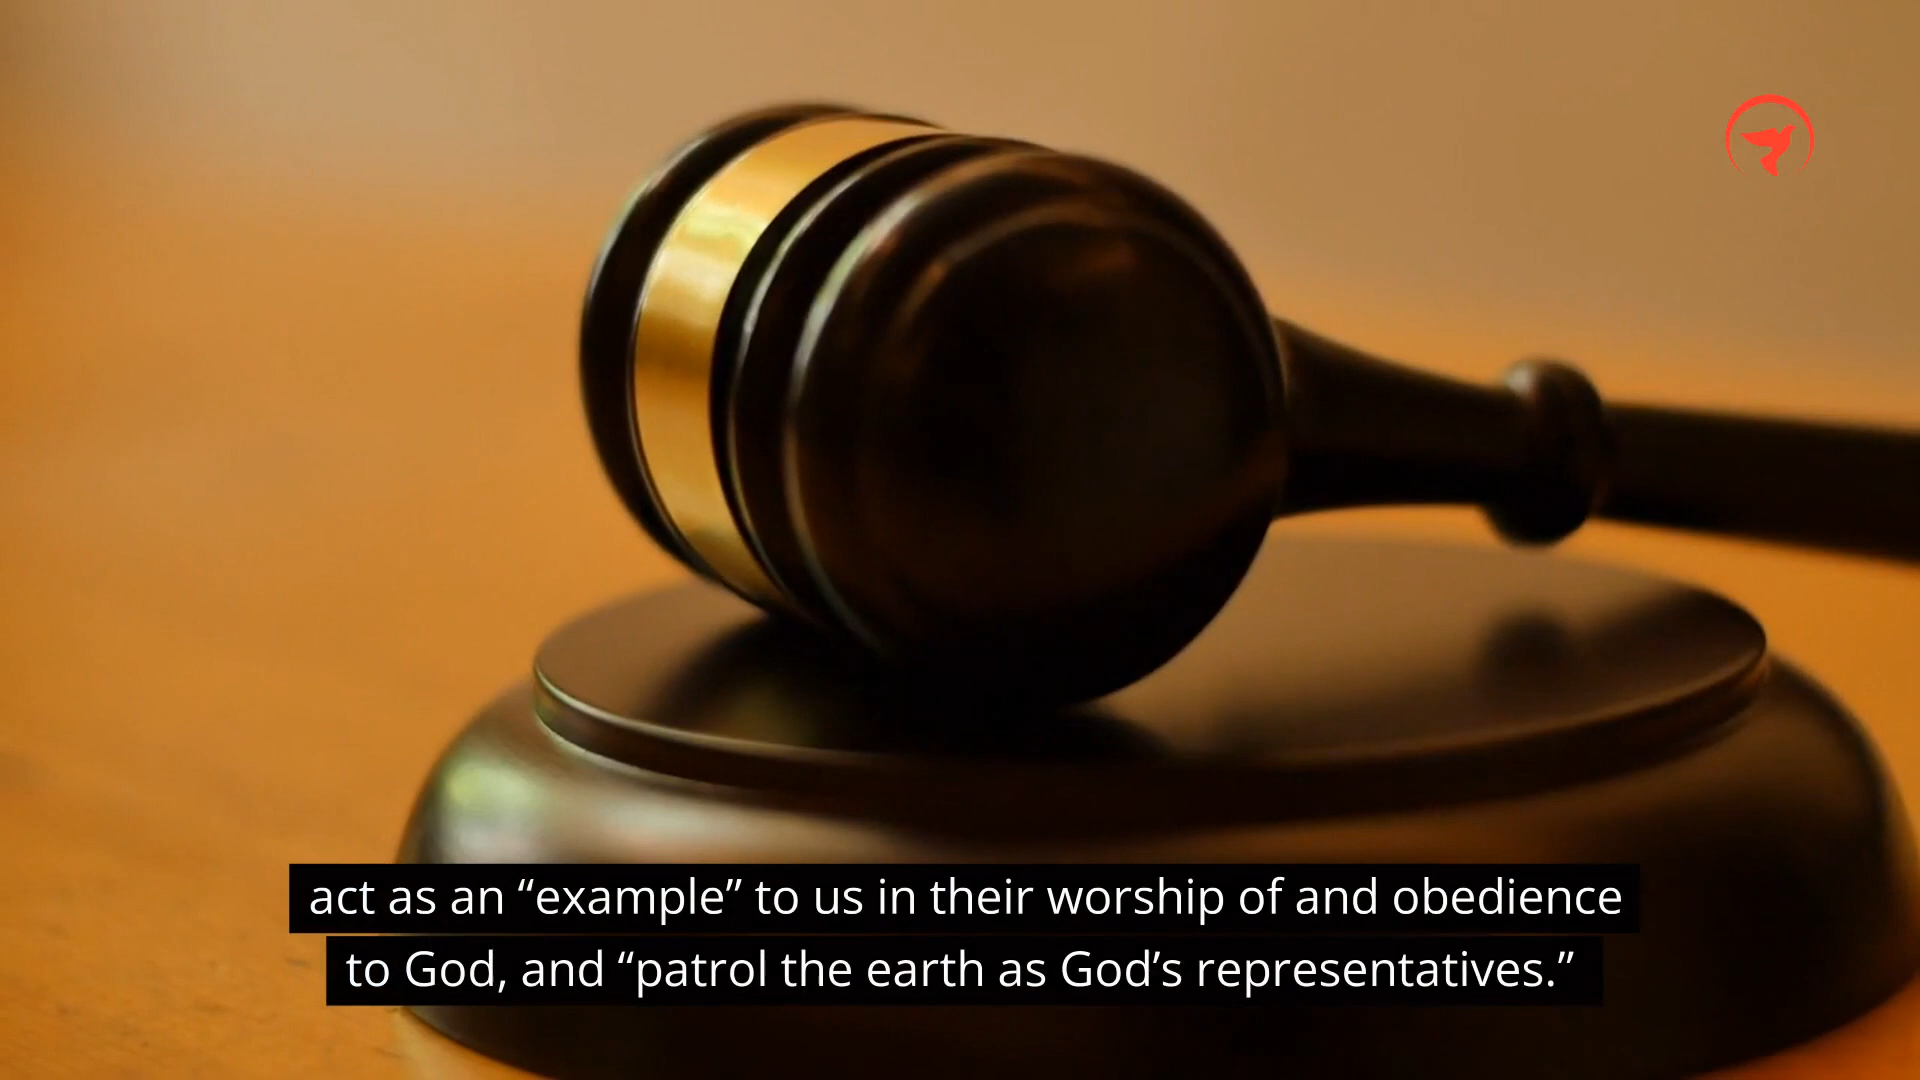 act as an “example” to us in their worship of and obedience
to God, and “patrol the earth as God’s representatives.”